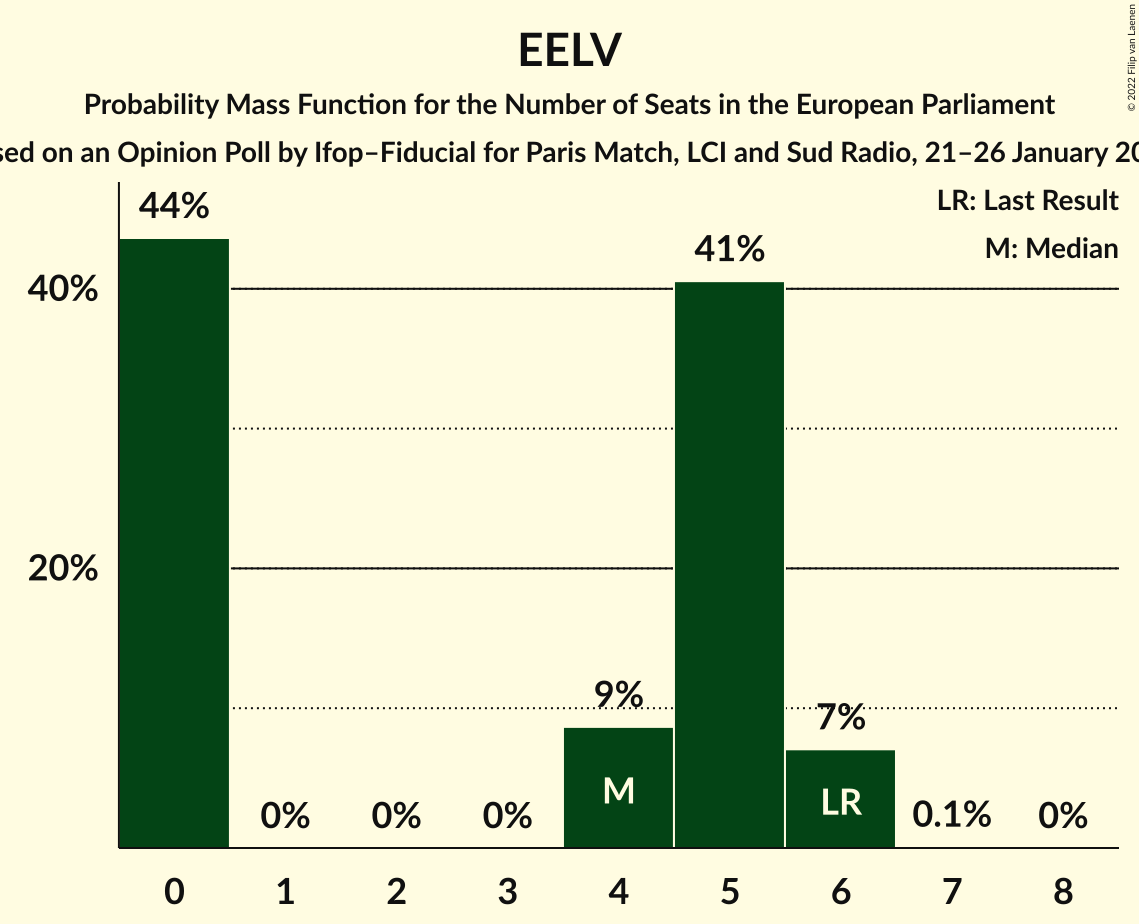 EELV
Probability Mass Function for the Number of Seats in the European Parliament
on an Opinion Poll by Ifop–Fiducial for Paris Match, LCI and Sud Radio, 21–26 January
© 2022 Filip van Laenen
LR: Last Result
M: Median
44%
41%
40%
20%
9%
7%
M
LR
0%
0%
0%
0.1%
0%
0 1 2 3 4 5 6 7 8